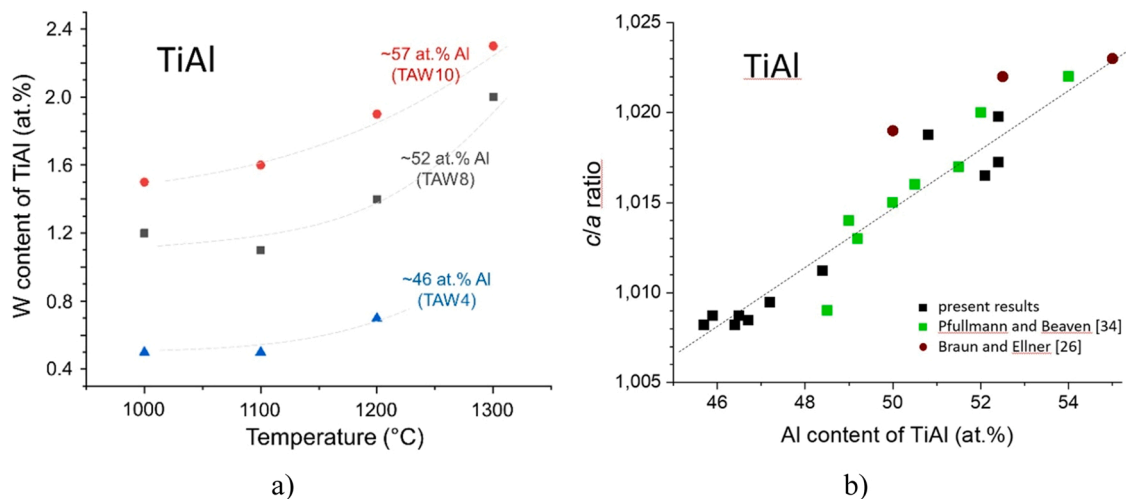 TiAl
W content of TiAl (at.%)
2.4
2.0
1.6
1.2
0.8
0.4
~57 at.% Al
(TAW10)
~52 at.% Al
(TAW8)
~46 at.% Al
(TAW4)
1000 1100 1200 1300
Temperature (°C)
a)
TiAl
c/a ratio
1,025
1,020
1,015
1,010
1,005
present results
Pfullmann and Beaven [34]
Braun and Ellner [26]
46 48 50 52 54
Al content of TiAl (at.%)
b)